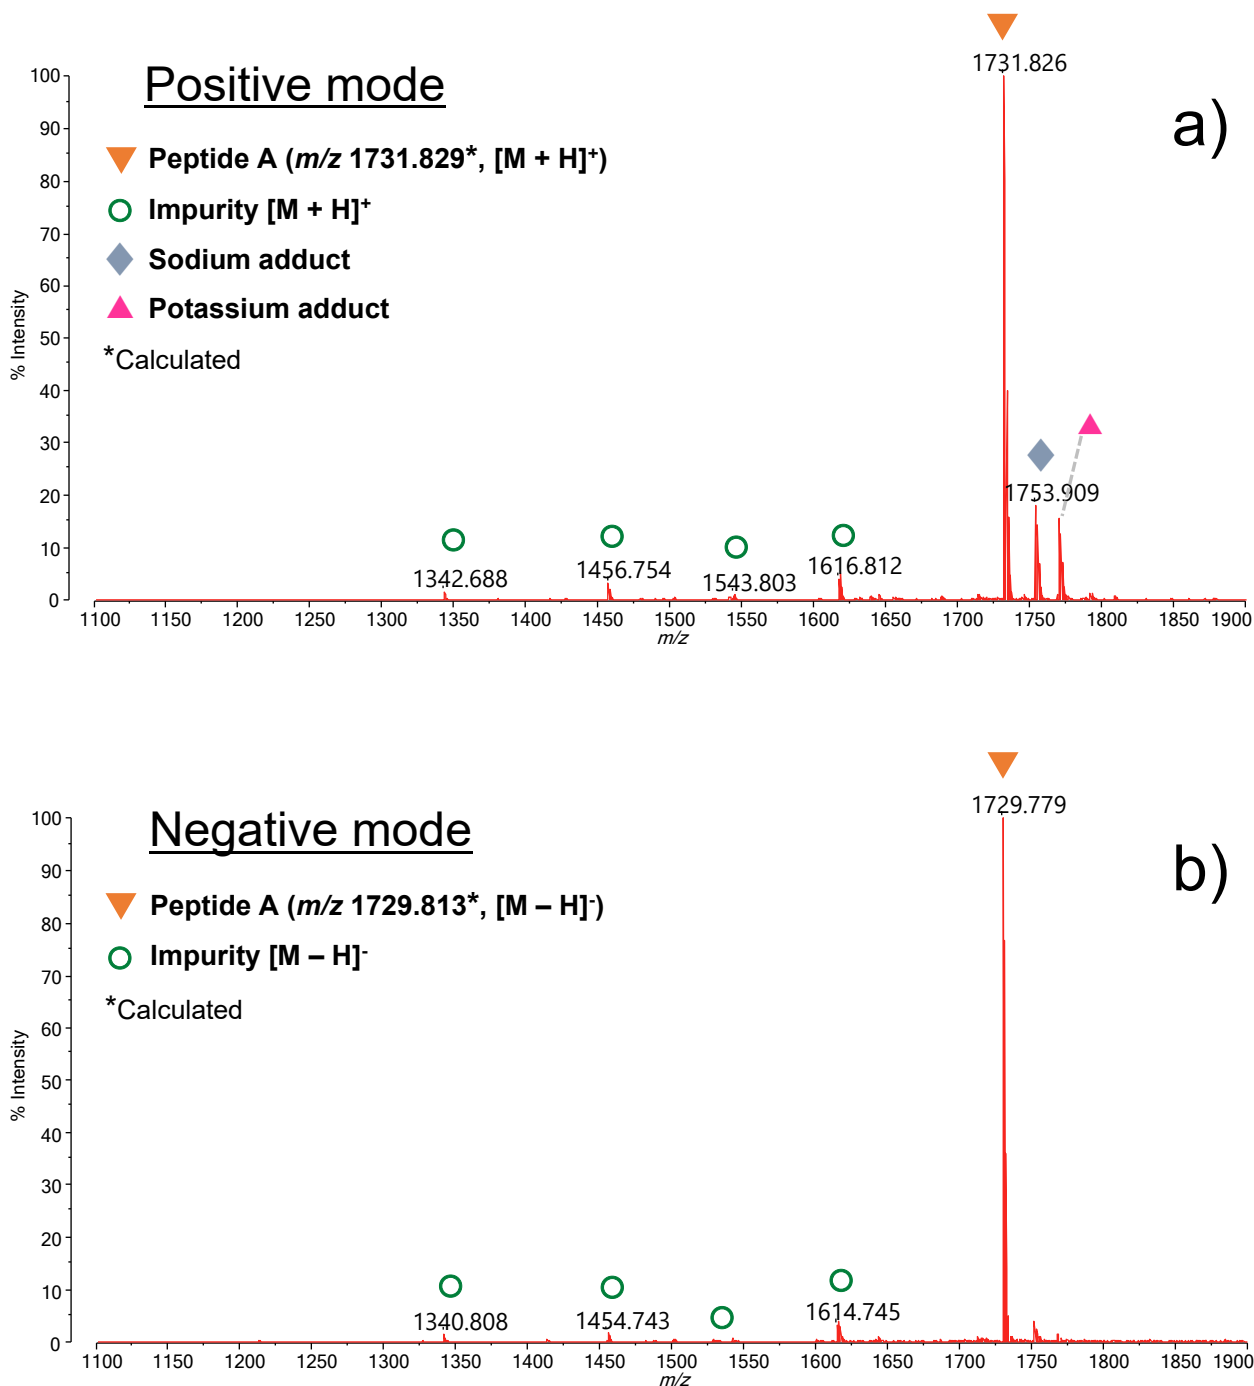 1731.826
Positive mode
a)
Peptide A (m/z 1731.829*, [M + H]+)
Impurity [M + H]+
Sodium adduct
Potassium adduct
*Calculated
% Intensity
100
90
80
70
60
50
40
30
20
10
0
1753.909
1342.688
1456.754
1543.803
1616.812
1100 1150 1200 1250 1300 1350 1400 1450 1500 1550 1600 1650 1700 1750 1800 1850 1900
m/z
1729.779
Negative mode
b)
Peptide A (m/z 1729.813*, [M – H]-)
Impurity [M – H]-
*Calculated
% Intensity
100
90
80
70
60
50
40
30
20
10
0
1340.808
1454.743
1614.745
1100 1150 1200 1250 1300 1350 1400 1450 1500 1550 1600 1650 1700 1750 1800 1850 1900
m/z